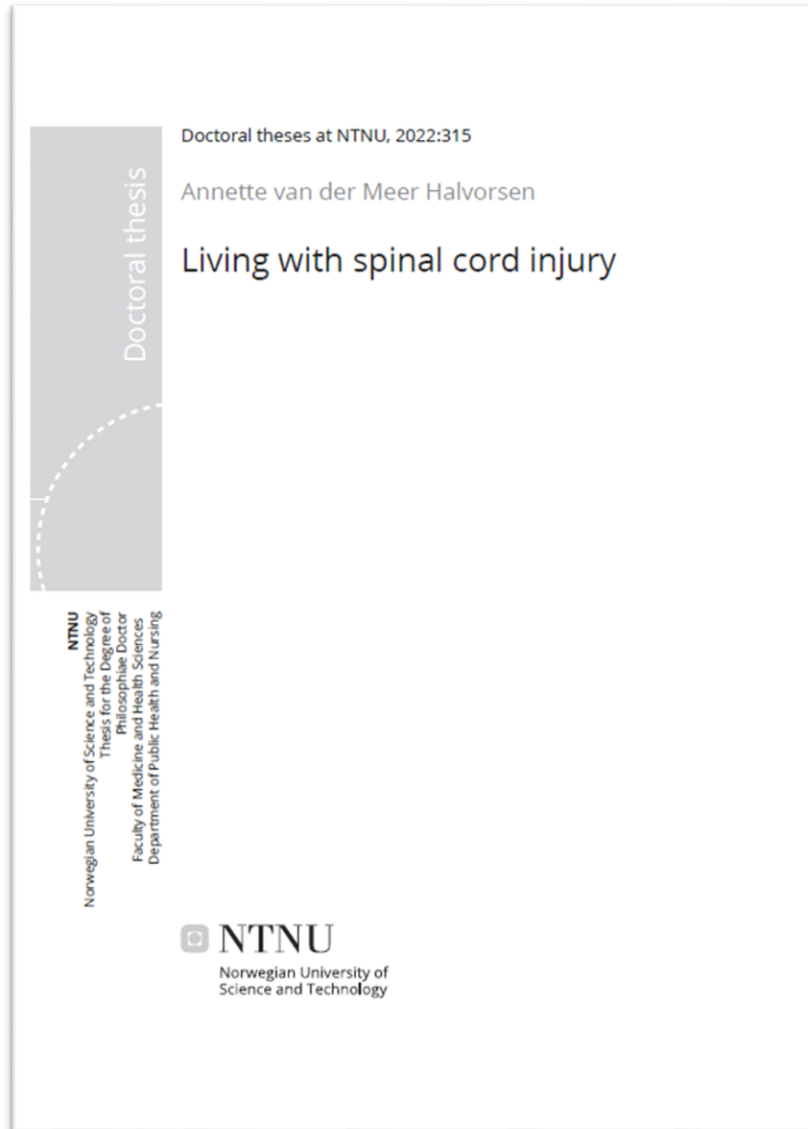 Doctoral theses at NTNU, 2022:315
Annette van der Meer Halvorsen
Living with spinal cord injury
Doctoral thesis
NTNU
Norwegian University of Science and Technology
Thesis for the Degree of
Philosophiae Doctor
Faculty of Medicine and Health Sciences
Department of Public Health and Nursing
NTNU
Norwegian University of
Science and Technology